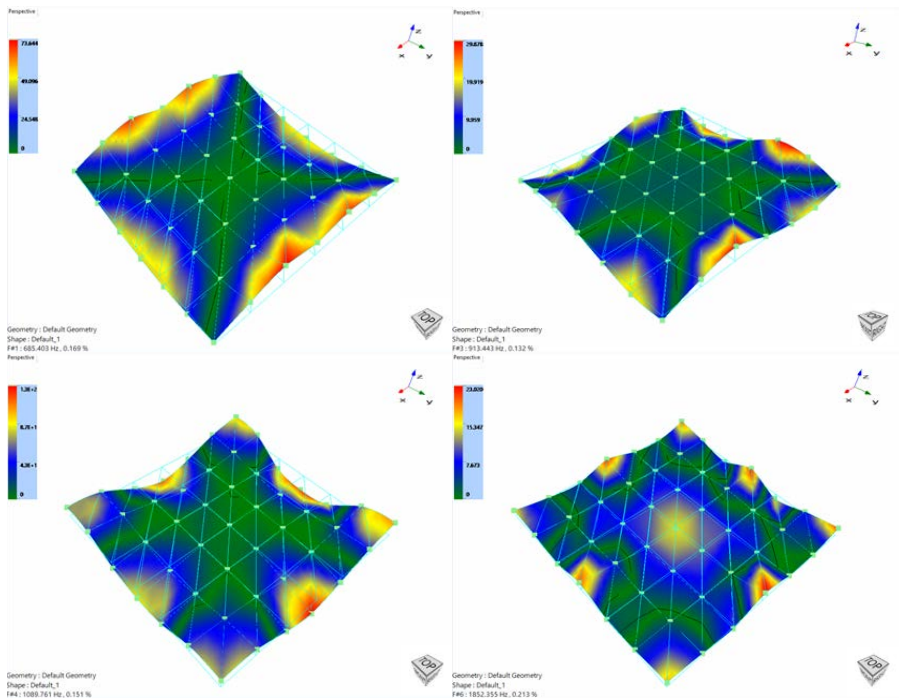 Perspective
73.644
49.096
24.548
0
Z
X
Y
TOP
Geometry : Default Geometry
Shape : Default_1
F#1 : 685.403 Hz , 0.169 %
Perspective
29.878
19.919
9.959
0
Z
X
Y
TOP
Geometry : Default Geometry
Shape : Default_1
F#3 : 913.443 Hz , 0.132 %
Perspective
1.3E+2
8.7E+1
4.3E+1
0
Z
X
Y
TOP
Geometry : Default Geometry
Shape : Default_1
F#4 : 1089.761 Hz , 0.151 %
Perspective
23.020
15.347
7.673
0
Z
X
Y
TOP
Geometry : Default Geometry
Shape : Default_1
F#6 : 1852.355 Hz , 0.213 %